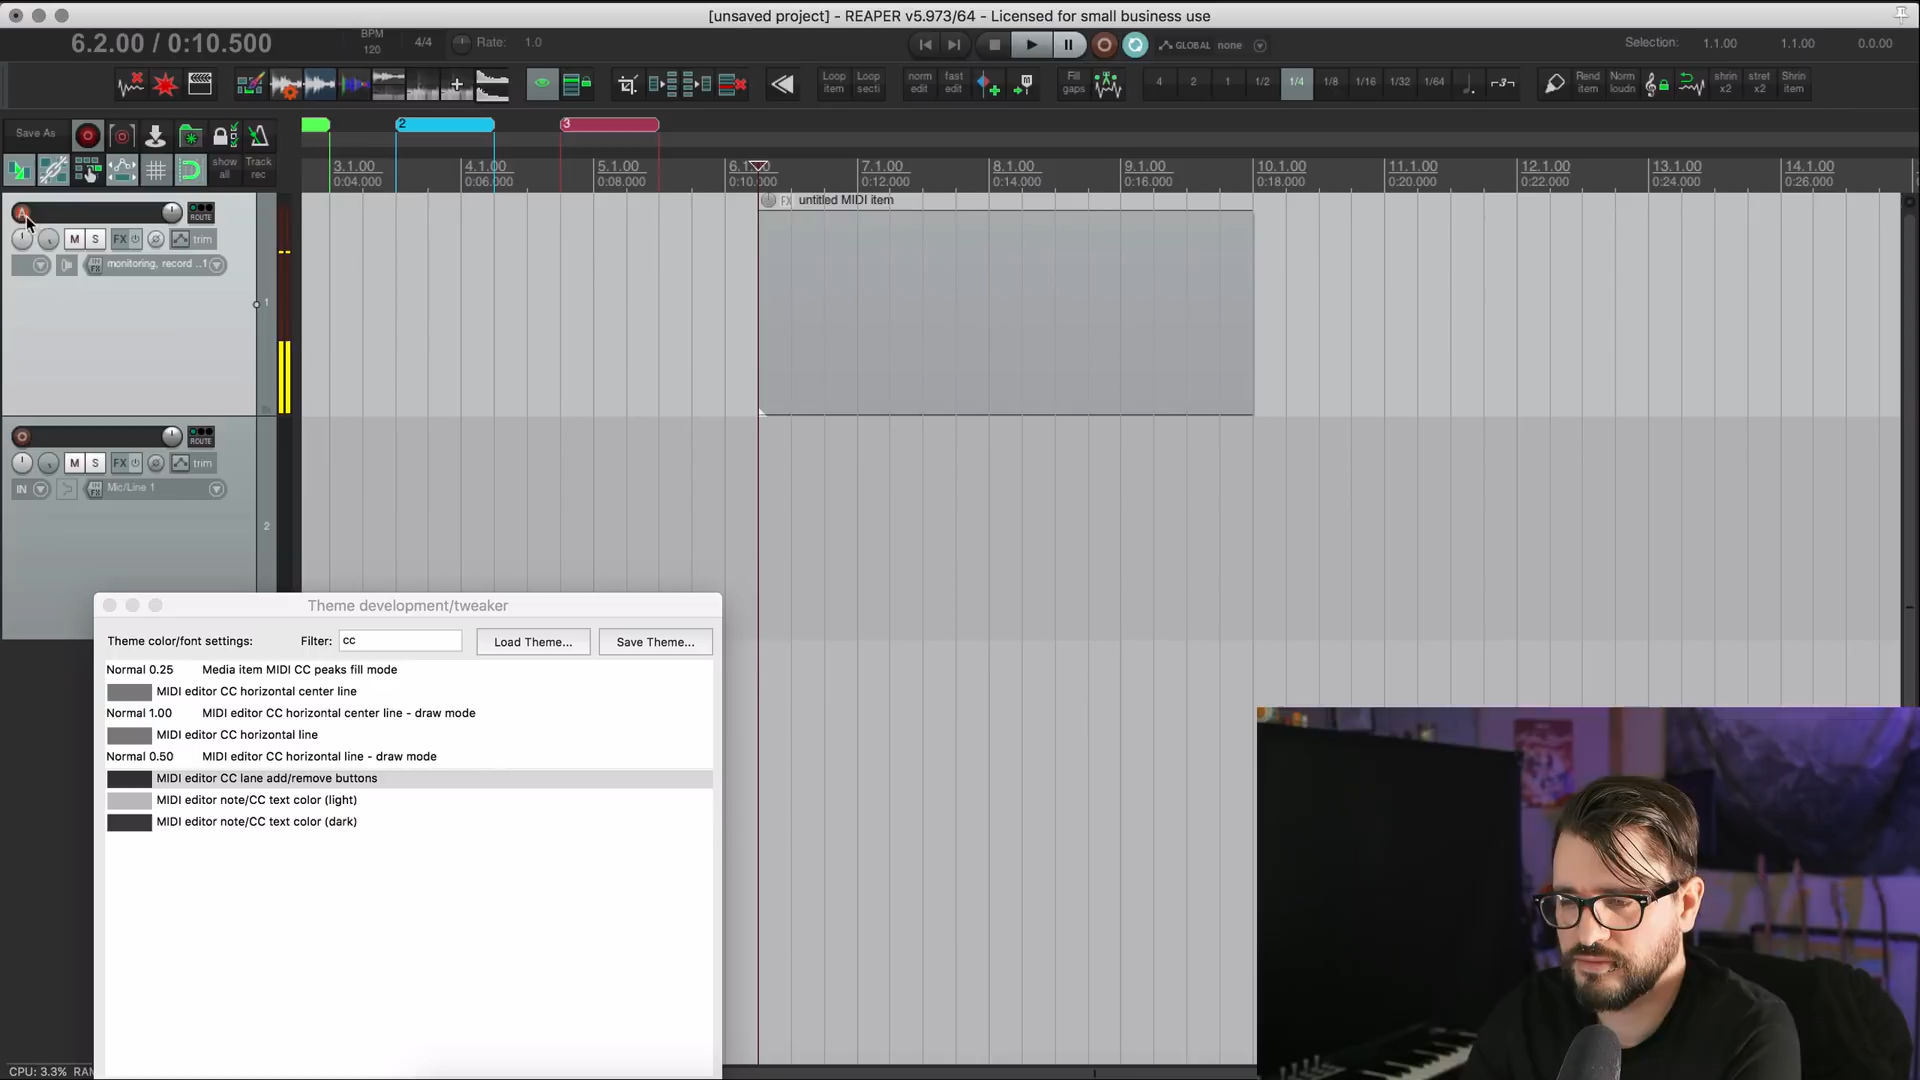 [unsaved project] - REAPER v5.973/64 - Licensed for small business use
6.2.00 / 0:10.500
BPM
120
4/4
Rate:
1.0
GLOBAL none
Selection:
1.1.00
1.1.00
0.0.00
Loop item
Loop secti
norm edit
fast edit
Fill gaps
4
2
1
1/2
1/4
1/8
1/16
1/32
1/64
-3-
Rend item
Norm loudn
shrin x2
stret x2
Shrin item
Save As
show all
Track rec
2
3
3.1.00
0:04.000
4.1.00
0:06.000
5.1.00
0:08.000
7.1.00
0:12.000
8.1.00
0:14.000
9.1.00
0:16.000
10.1.00
0:18.000
11.1.00
0:20.000
12.1.00
0:22.000
13.1.00
0:24.000
14.1.00
0:26.000
FX untitled MIDI item
A
ROUTE
M S FX trim
IN FX monitoring, record ..1
1
ROUTE
M S FX trim
IN IN FX Mic/Line 1
2
Theme development/tweaker
Theme color/font settings:
Filter:
cc
Load Theme...
Save Theme...
Normal 0.25 Media item MIDI CC peaks fill mode
MIDI editor CC horizontal center line
Normal 1.00 MIDI editor CC horizontal center line - draw mode
MIDI editor CC horizontal line
Normal 0.50 MIDI editor CC horizontal line - draw mode
MIDI editor CC lane add/remove buttons
MIDI editor note/CC text color (light)
MIDI editor note/CC text color (dark)
CPU: 3.3%